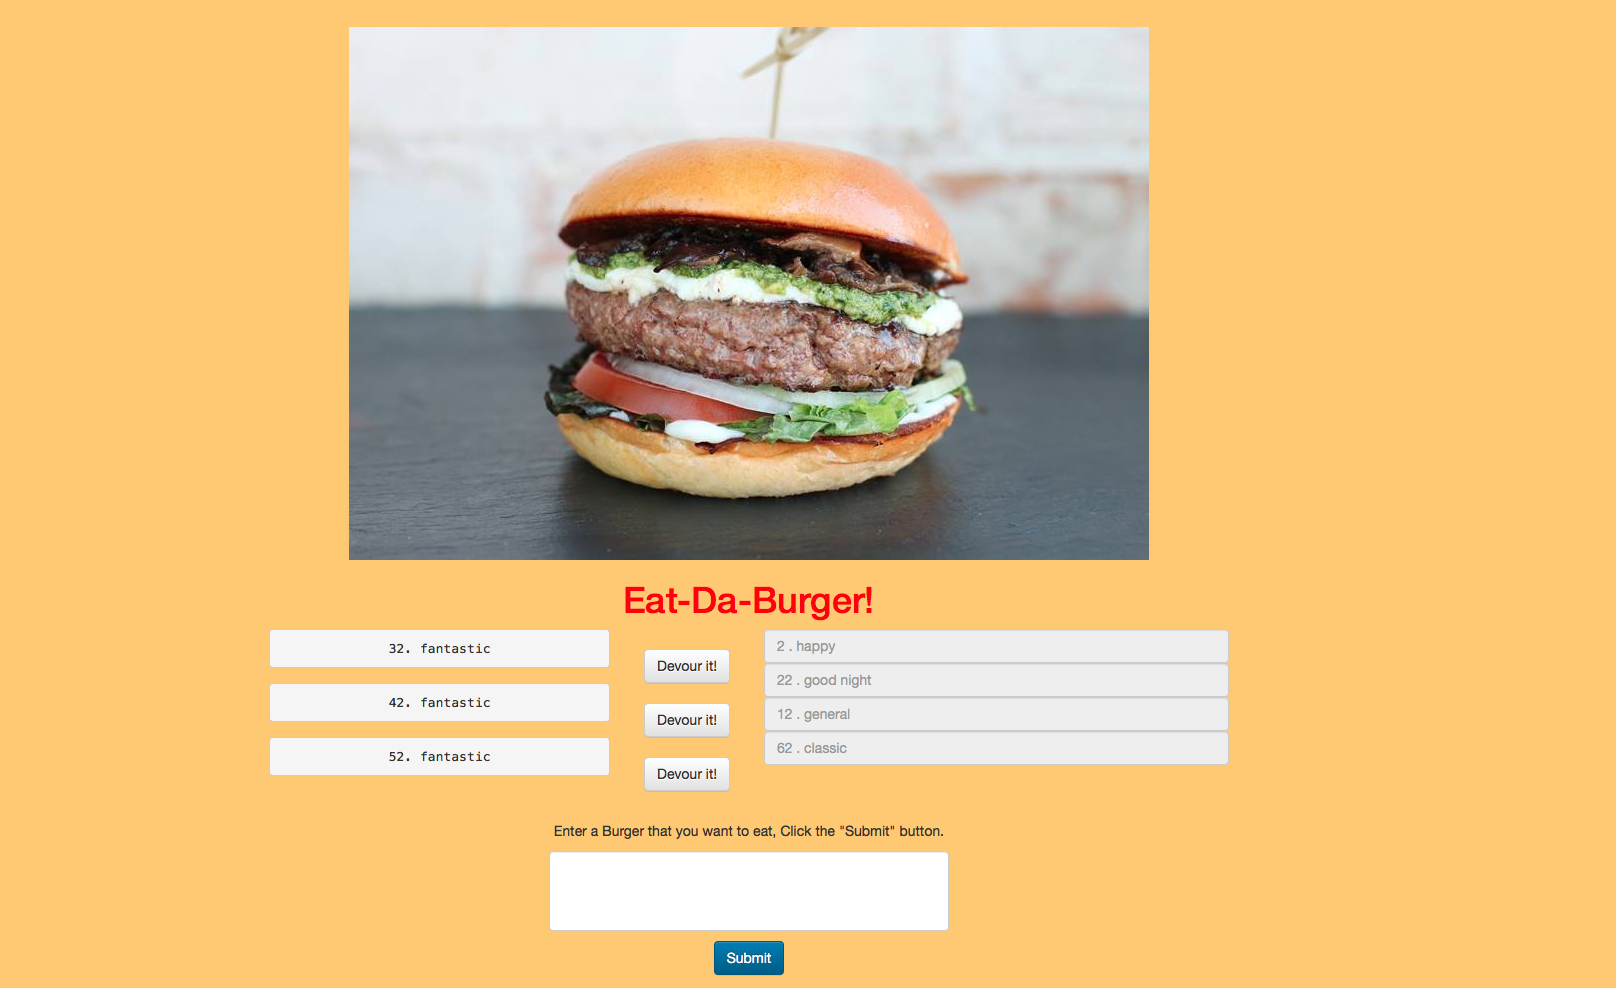 Eat-Da-Burger!
32. fantastic
Devour it!
42. fantastic
Devour it!
52. fantastic
Devour it!
2 . happy
22 . good night
12 . general
62 . classic
Enter a Burger that you want to eat, Click the "Submit" button.
Submit